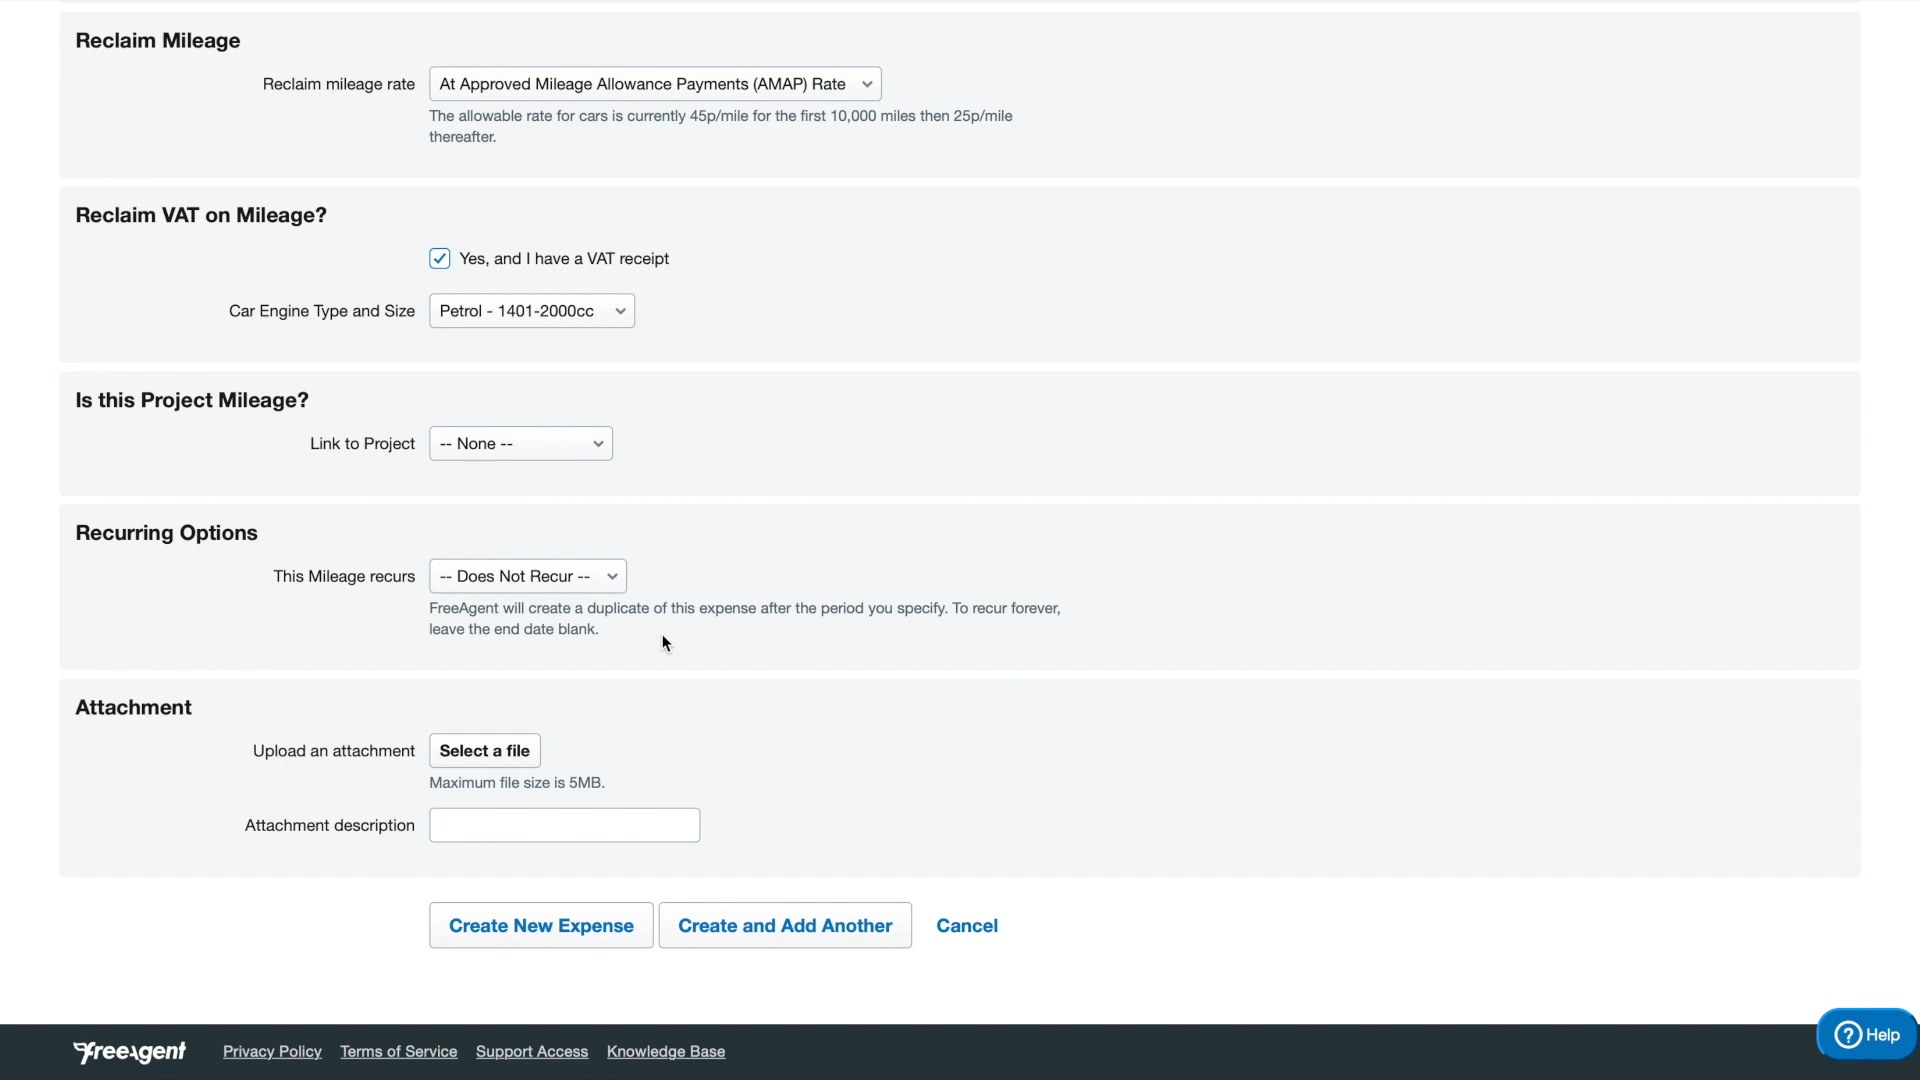 Reclaim Mileage
Reclaim mileage rate At Approved Mileage Allowance Payments (AMAP) Rate
The allowable rate for cars is currently 45p/mile for the first 10,000 miles then 25p/mile
thereafter.
Reclaim VAT on Mileage?
Yes, and I have a VAT receipt
Car Engine Type and Size Petrol - 1401-2000cc
Is this Project Mileage?
Link to Project -- None --
Recurring Options
This Mileage recurs -- Does Not Recur --
FreeAgent will create a duplicate of this expense after the period you specify. To recur forever,
leave the end date blank.
Attachment
Upload an attachment Select a file
Maximum file size is 5MB.
Attachment description
Create New Expense Create and Add Another Cancel
freeagent Privacy Policy Terms of Service Support Access Knowledge Base
? Help